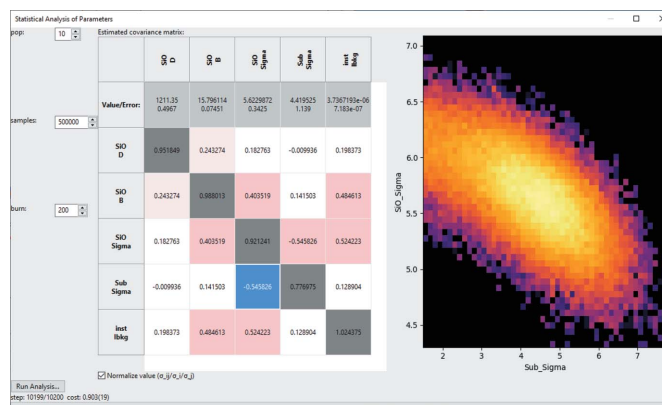 Statistical Analysis of Parameters
pop:
10
Estimated covariance matrix:
SiO D
SiO B
SiO Sigma
Sub Sigma
inst Ibkg
Value/Error:
1211.35 15.796114 5.6229872 4.419525 3.7367193e-06
0.4967 0.07451 0.3425 1.139 7.183e-07
SiO D 0.951849 0.243274 0.182763 -0.009936 0.198373
SiO B 0.243274 0.988013 0.403519 0.141503 0.484613
SiO Sigma 0.182763 0.403519 0.921241 -0.545826 0.524223
Sub Sigma -0.009936 0.141503 -0.545826 0.776975 0.128904
inst Ibkg 0.198373 0.484613 0.524223 0.128904 1.024375
samples:
500000
burn:
200
Normalize value (σ_ij/σ_i/σ_j)
Run Analysis...
step: 10199/10200 cost: 0.903(19)
7.0
6.5
6.0
5.5
5.0
4.5
SiO_Sigma
2 3 4 5 6 7
Sub_Sigma